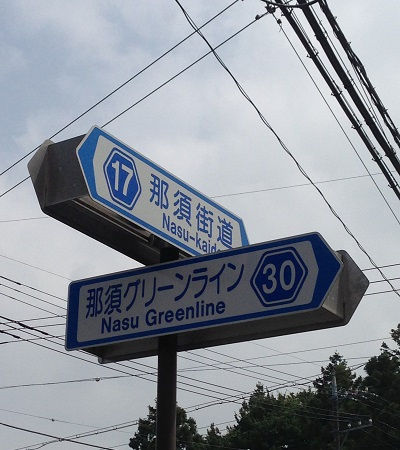 17
那須街道
Nasu-kaido
那須グリーンライン
Nasu Greenline
30